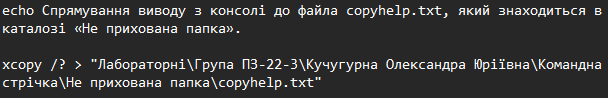 echo Спрямування виводу з консолі до файла copyhelp.txt, який знаходиться в
каталозі «Не прихована папка».
xcopy /? > "Лабораторні\Група ПЗ-22-3\Кучугурна Олександра Юріївна\Командна
стрічка\Не прихована папка\copyhelp.txt"